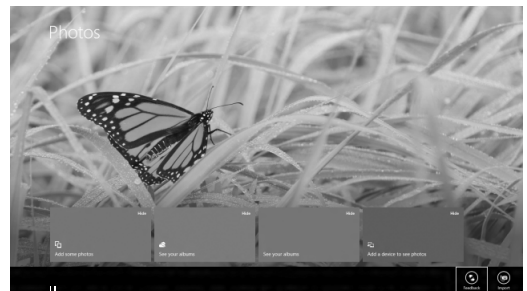 Photos
Hide
Hide
Hide
Hide
Add some photos
See your albums
See your albums
Add a device to see photos
Feedback
Import